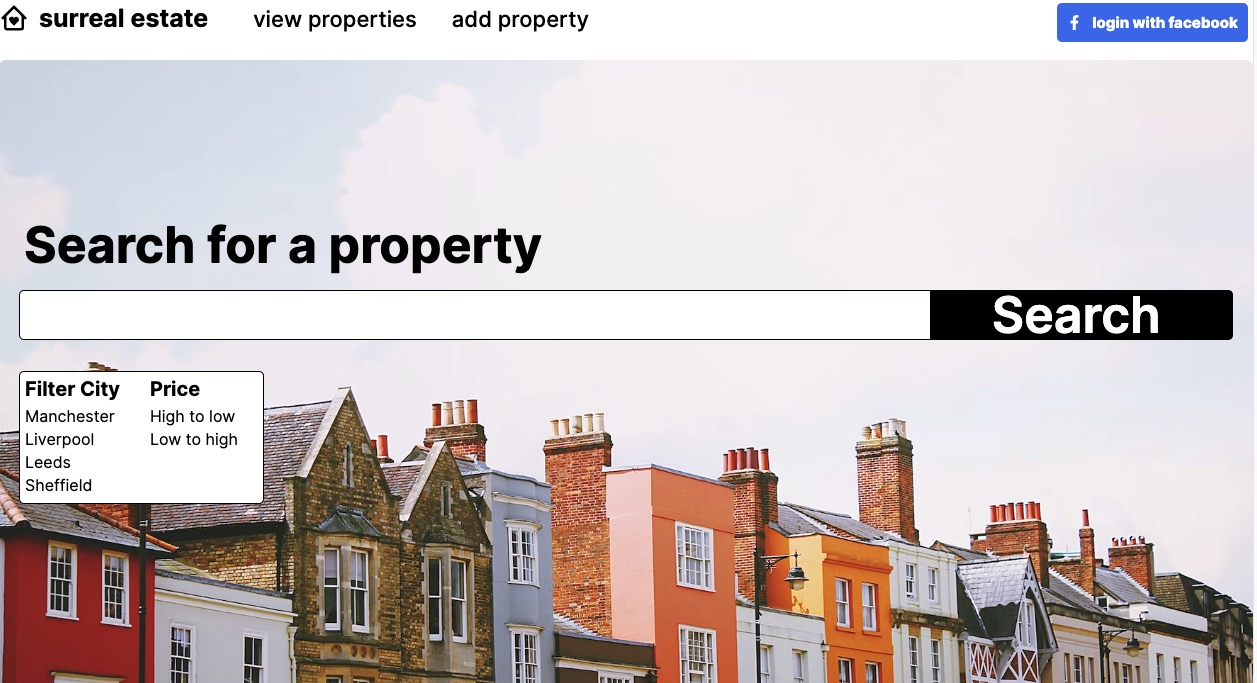 surreal estate view properties add property login with facebook
Search for a property
Search
Filter City Price
Manchester High to low
Liverpool Low to high
Leeds
Sheffield